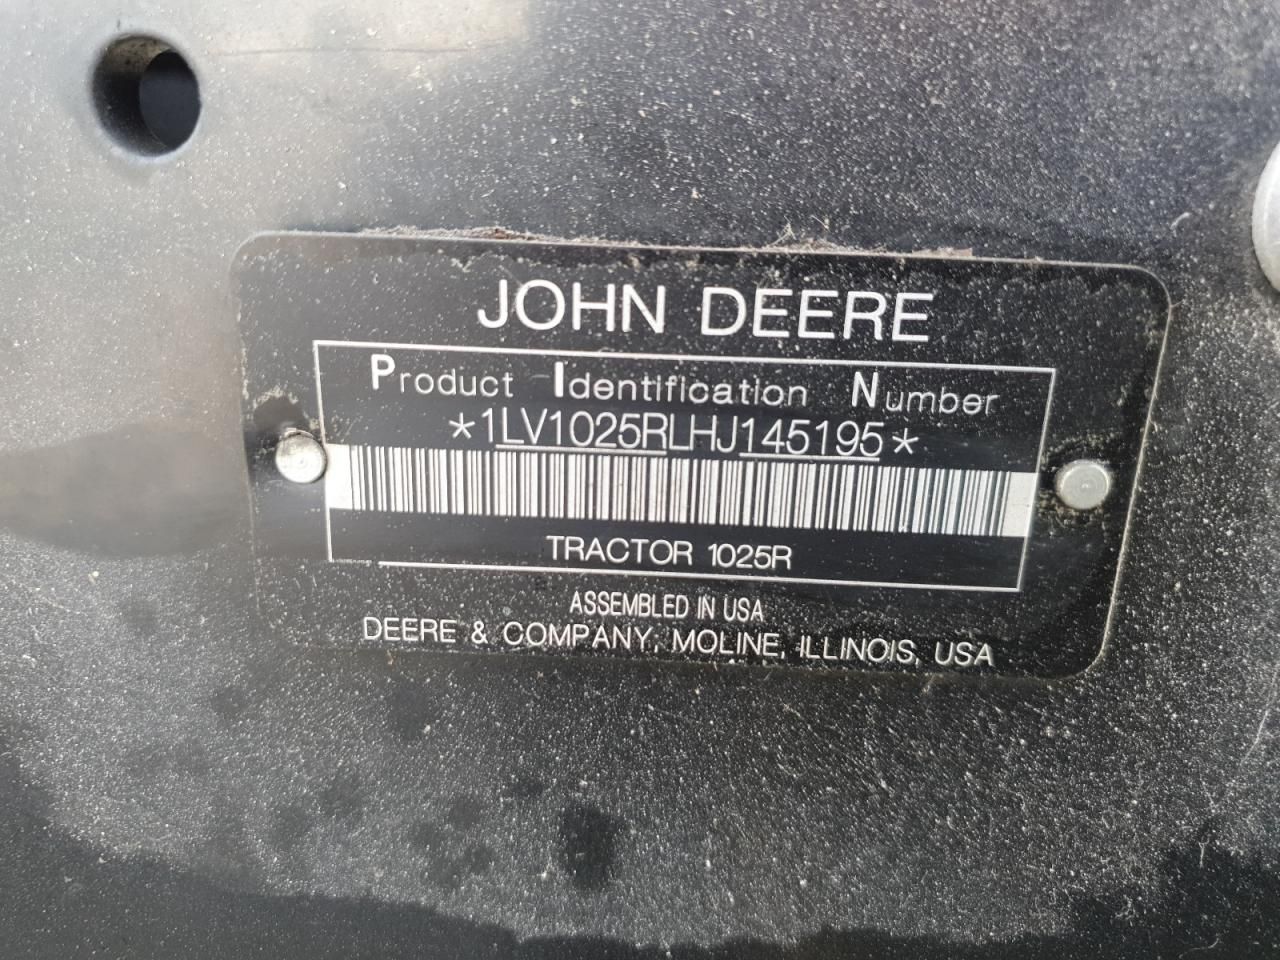 JOHN DEERE
Product Identification Number
*1LV1025RLHJ145195*
TRACTOR 1025R
ASSEMBLED IN USA
DEERE & COMPANY, MOLINE, ILLINOIS, USA